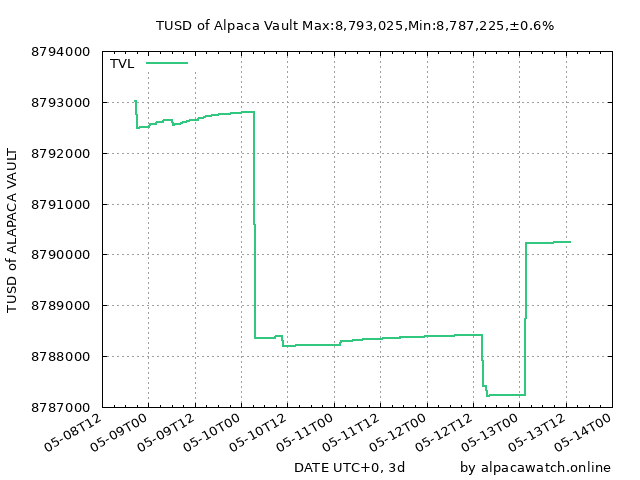 TUSD of Alpaca Vault Max:8,793,025,Min:8,787,225,±0.6%
TVL
8794000
8793000
8792000
8791000
8790000
8789000
8788000
8787000
TUSD of ALAPACA VAULT
05-08T12
05-09T00
05-09T12
05-10T00
05-10T12
05-11T00
05-11T12
05-12T00
05-12T12
05-13T00
05-13T12
05-14T00
DATE UTC+0, 3d
by alpacawatch.online